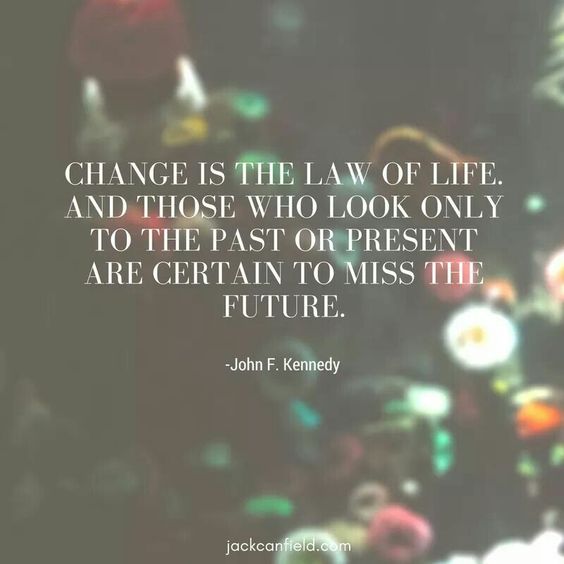 CHANGE IS THE LAW OF LIFE.
AND THOSE WHO LOOK ONLY
TO THE PAST OR PRESENT
ARE CERTAIN TO MISS THE
FUTURE.
-John F. Kennedy
jackcanfield.com